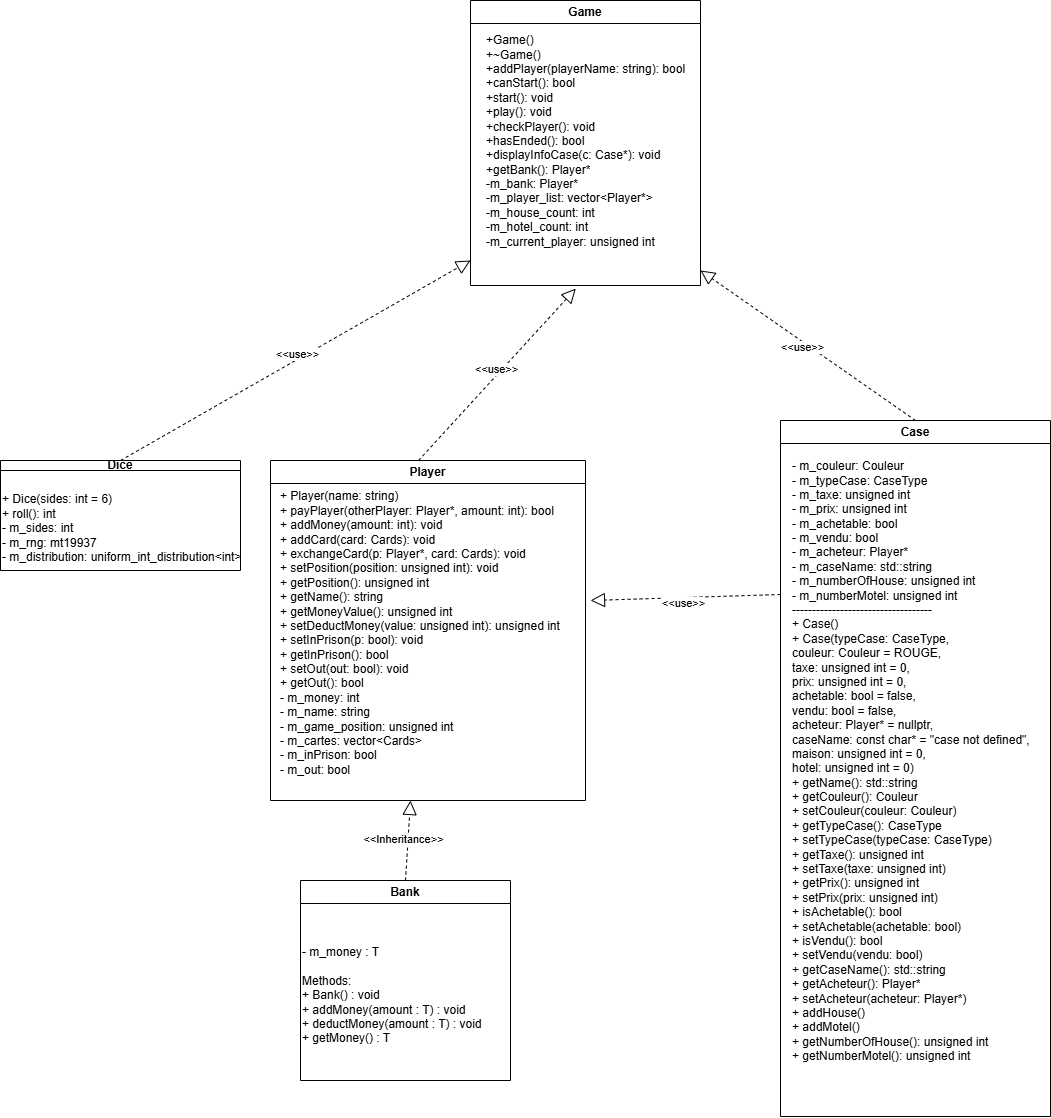 Game
+Game()
+~Game()
+addPlayer(playerName: string): bool
+canStart(): bool
+start(): void
+play(): void
+checkPlayer(): void
+hasEnded(): bool
+displayInfoCase(c: Case*): void
+getBank(): Player*
-m_bank: Player*
-m_player_list: vector<Player*>
-m_house_count: int
-m_hotel_count: int
-m_current_player: unsigned int
<<use>>
<<use>>
<<use>>
Dice
+ Dice(sides: int = 6)
+ roll(): int
- m_sides: int
- m_rng: mt19937
- m_distribution: uniform_int_distribution<int>
Player
+ Player(name: string)
+ payPlayer(otherPlayer: Player*, amount: int): bool
+ addMoney(amount: int): void
+ addCard(card: Cards): void
+ exchangeCard(p: Player*, card: Cards): void
+ setPosition(position: unsigned int): void
+ getPosition(): unsigned int
+ getName(): string
+ getMoneyValue(): unsigned int
+ setDeductMoney(value: unsigned int): unsigned int
+ setInPrison(p: bool): void
+ getInPrison(): bool
+ setOut(out: bool): void
+ getOut(): bool
- m_money: int
- m_name: string
- m_game_position: unsigned int
- m_cartes: vector<Cards>
- m_inPrison: bool
- m_out: bool
<<use>>
Case
- m_couleur: Couleur
- m_typeCase: CaseType
- m_taxe: unsigned int
- m_prix: unsigned int
- m_achetable: bool
- m_vendu: bool
- m_acheteur: Player*
- m_caseName: std::string
- m_numberOfHouse: unsigned int
- m_numberMotel: unsigned int
-----------------------------------
+ Case()
+ Case(typeCase: CaseType,
couleur: Couleur = ROUGE,
taxe: unsigned int = 0,
prix: unsigned int = 0,
achetable: bool = false,
vendu: bool = false,
acheteur: Player* = nullptr,
caseName: const char* = "case not defined",
maison: unsigned int = 0,
hotel: unsigned int = 0)
+ getName(): std::string
+ getCouleur(): Couleur
+ setCouleur(couleur: Couleur)
+ getTypeCase(): CaseType
+ setTypeCase(typeCase: CaseType)
+ getTaxe(): unsigned int
+ setTaxe(taxe: unsigned int)
+ getPrix(): unsigned int
+ setPrix(prix: unsigned int)
+ isAchetable(): bool
+ setAchetable(achetable: bool)
+ isVendu(): bool
+ setVendu(vendu: bool)
+ getCaseName(): std::string
+ getAcheteur(): Player*
+ setAcheteur(acheteur: Player*)
+ addHouse()
+ addMotel()
+ getNumberOfHouse(): unsigned int
+ getNumberMotel(): unsigned int
<<Inheritance>>
Bank
- m_money : T
Methods:
+ Bank() : void
+ addMoney(amount : T) : void
+ deductMoney(amount : T) : void
+ getMoney() : T